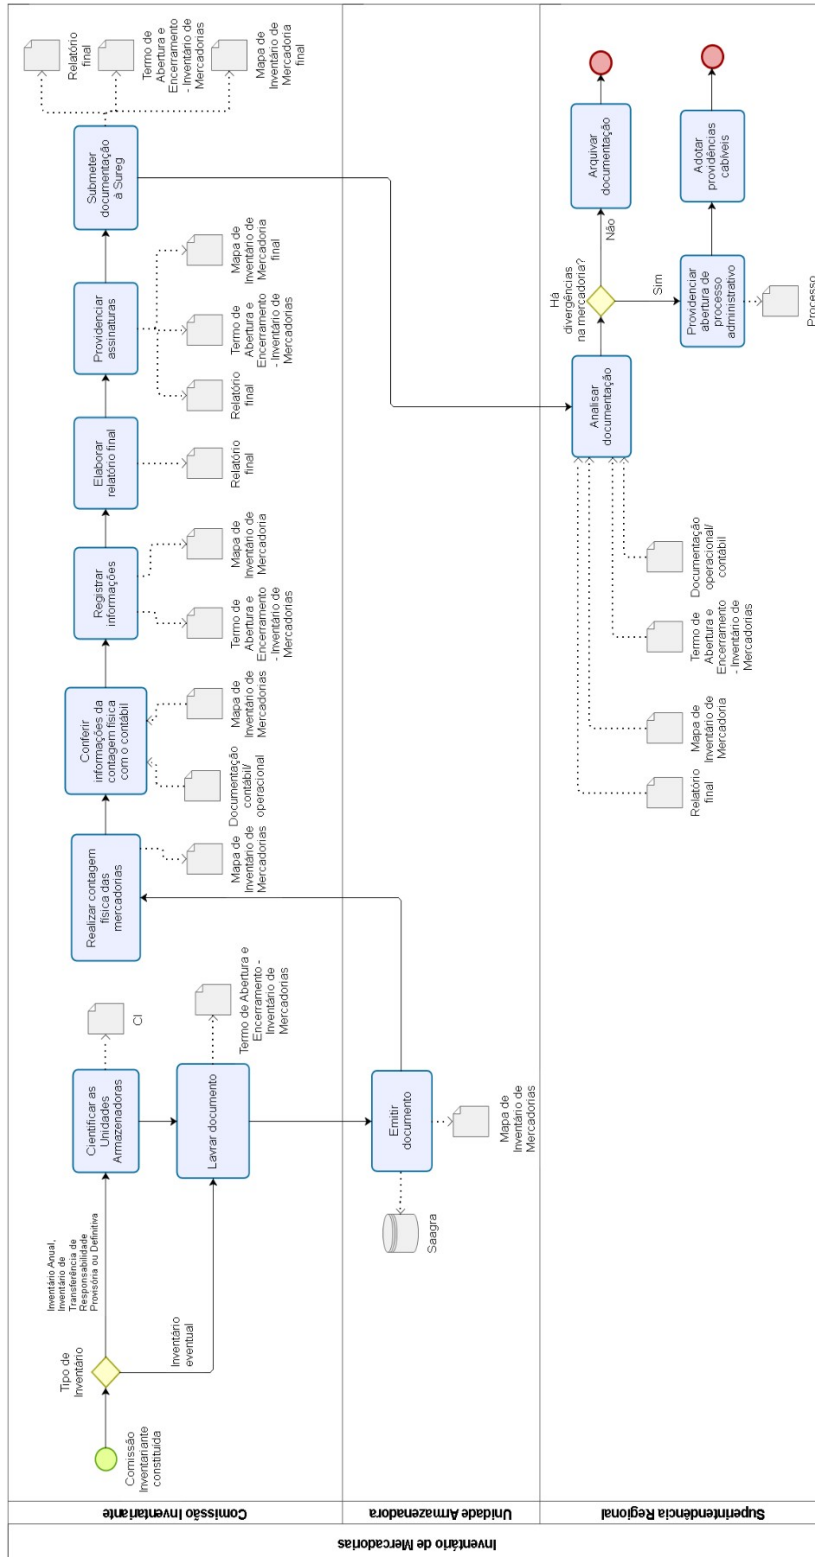 Inventário de Mercadorias
Comissão Inventariante
Comissão
Inventariante
constituída
Tipo de
Inventário
Inventário Anual,
Inventário de
Transferência de
Responsabilidade
Provisória ou Definitiva
Inventário
eventual
Cientificar as
Unidades
Armazenadoras
CI
Lavrar documento
Termo de Abertura e
Encerramento -
Inventário de
Mercadorias
Realizar contagem
física das
mercadorias
Mapa de
Inventário de
Mercadorias
Conferir
informações da
contagem física
com o contábil
Documentação
contábil/
operacional
Mapa de
Inventário de
Mercadorias
Registrar
informações
Termo de
Abertura e
Encerramento
- Inventário de
Mercadorias
Mapa de
Inventário de
Mercadoria
Elaborar
relatório final
Relatório
final
Providenciar
assinaturas
Relatório
final
Termo de
Abertura e
Encerramento
- Inventário de
Mercadorias
Mapa de
Inventário de
Mercadoria
final
Submeter
documentação
à Sureg
Relatório
final
Termo de
Abertura e
Encerramento
- Inventário de
Mercadorias
Mapa de
Inventário de
Mercadoria
final
Unidade Armazenadora
Saagra
Emitir
documento
Mapa de
Inventário de
Mercadorias
Superintendência Regional
Relatório
final
Mapa de
Inventário de
Mercadoria
Termo de
Abertura e
Encerramento
- Inventário de
Mercadorias
Documentação
operacional/
contábil
Analisar
documentação
Há
divergências
na mercadoria?
Não
Arquivar
documentação
Sim
Providenciar
abertura de
processo
administrativo
Processo
Adotar
providências
cabíveis